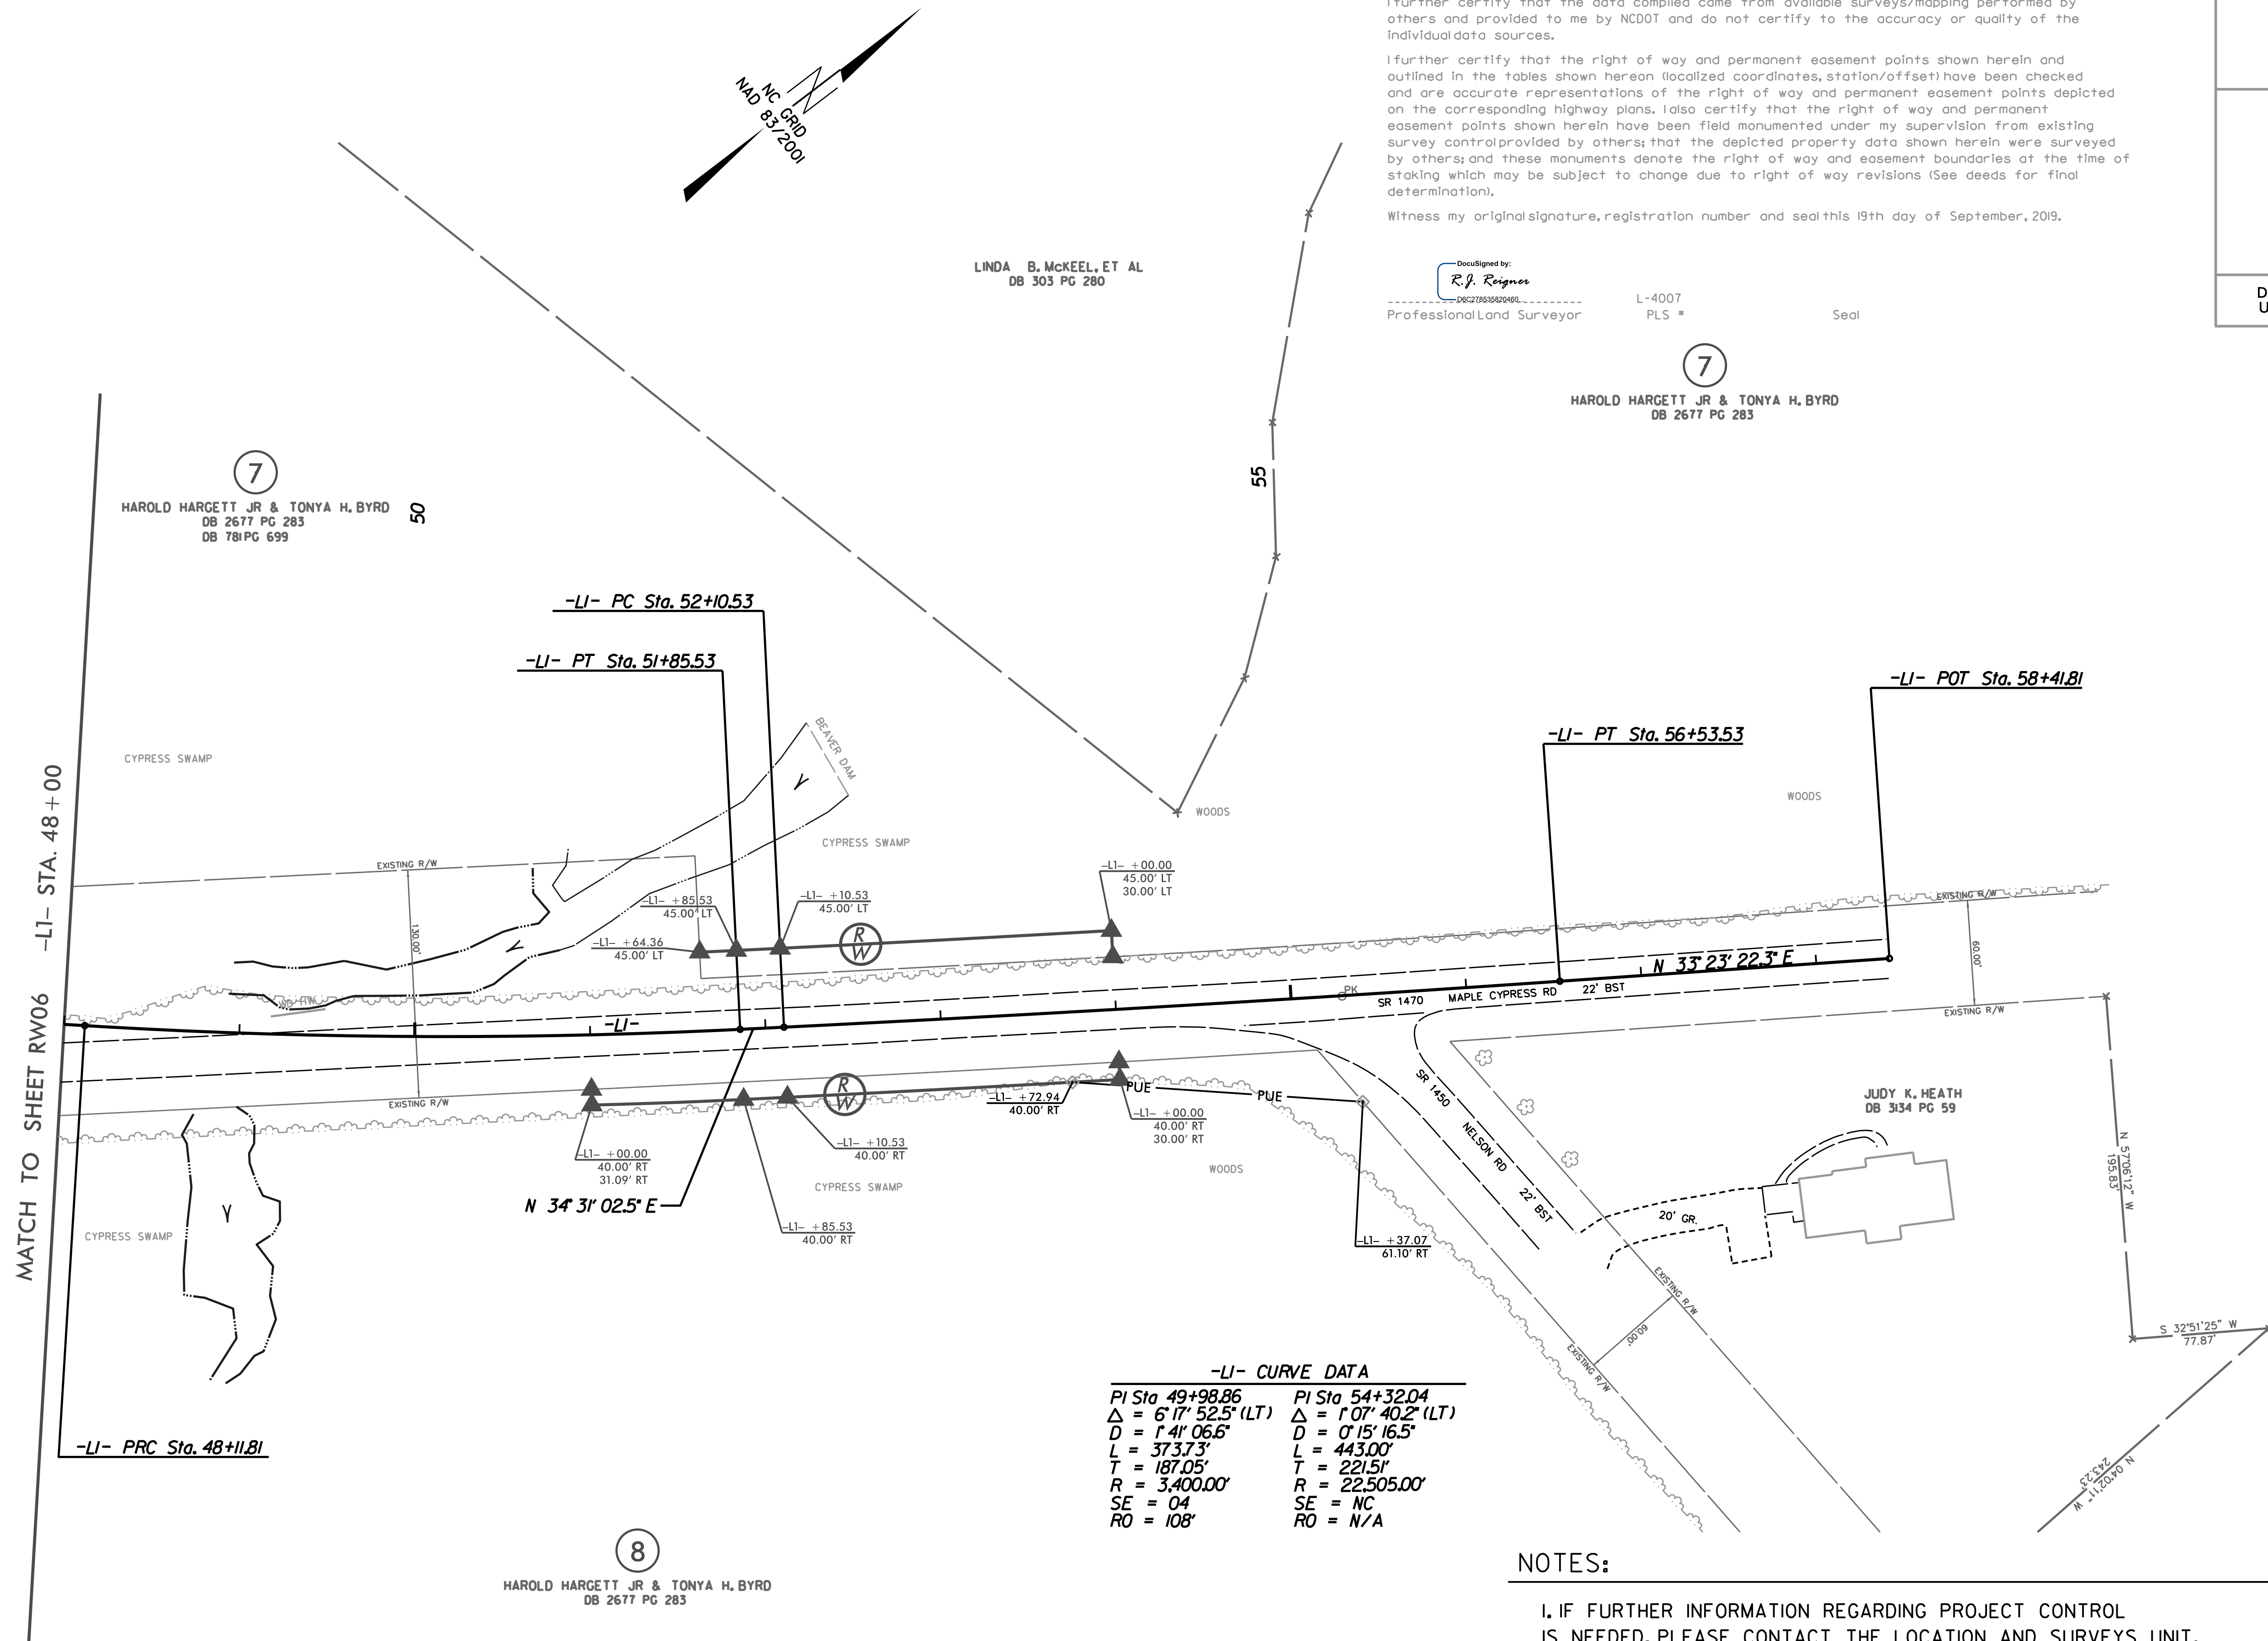 I further certify that the data compiled came from available surveys/mapping performed by
others and provided to me by NCDOT and do not certify to the accuracy or quality of the
individual data sources.
I further certify that the right of way and permanent easement points shown herein and
outlined in the tables shown hereon (localized coordinates, station/offset) have been checked
and are accurate representations of the right of way and permanent easement points depicted
on the corresponding highway plans. I also certify that the right of way and permanent
easement points shown herein have been field monumented under my supervision from existing
survey control provided by others; that the depicted property data shown herein were surveyed
by others; and these monuments denote the right of way and easement boundaries at the time of
staking which may be subject to change due to right of way revisions (See deeds for final
determination).
Witness my original signature, registration number and seal this 19th day of September, 2019.
DocuSigned by:
R.J. Reigner
D6C278535820460...
L-4007
Professional Land Surveyor
PLS #
Seal
D
U
NC GRID
NAD 83/2001
LINDA B. McKEEL, ET AL
DB 303 PG 280
7
HAROLD HARGETT JR & TONYA H. BYRD
DB 2677 PG 283
7
HAROLD HARGETT JR & TONYA H. BYRD
DB 2677 PG 283
DB 781 PG 699
50
55
-L1- PC Sta. 52+10.53
-L1- PT Sta. 51+85.53
-L1- POT Sta. 58+41.81
-L1- PT Sta. 56+53.53
BEAVER DAM
CYPRESS SWAMP
WOODS
WOODS
CYPRESS SWAMP
EXISTING R/W
130.00'
-L1- +85.53
45.00' LT
-L1- +10.53
45.00' LT
-L1- +00.00
45.00' LT
30.00' LT
-L1- +64.36
45.00' LT
R
W
EXISTING R/W
60.00'
N 33°23'22.3" E
WD HW
PK
SR 1470 MAPLE CYPRESS RD 22' BST
-L1-
EXISTING R/W
MATCH TO SHEET RW06 -L1- STA. 48+00
EXISTING R/W
R
W
-L1- +72.94
40.00' RT
PUE
PUE
-L1- +00.00
40.00' RT
30.00' RT
-L1- +10.53
40.00' RT
-L1- +00.00
40.00' RT
31.09' RT
N 34°31'02.5" E
CYPRESS SWAMP
WOODS
-L1- +85.53
40.00' RT
-L1- +37.07
61.10' RT
SR 1450 NELSON RD 22' BST
JUDY K. HEATH
DB 3134 PG 59
20' GR.
N 57°06'12" W
195.83'
CYPRESS SWAMP
EXISTING R/W
60.00'
EXISTING R/W
S 32°51'25" W
77.87'
N 04°02'11" W
243.23'
-L1- PRC Sta. 48+11.81
-L1- CURVE DATA
PI Sta 49+98.86 PI Sta 54+32.04
Δ = 6°17'52.5" (LT) Δ = 1°07'40.2" (LT)
D = 1°41'06.6" D = 0°15'16.5"
L = 373.73' L = 443.00'
T = 187.05' T = 221.51'
R = 3,400.00' R = 22,505.00'
SE = 04 SE = NC
RO = 108' RO = N/A
8
HAROLD HARGETT JR & TONYA H. BYRD
DB 2677 PG 283
NOTES:
1. IF FURTHER INFORMATION REGARDING PROJECT CONTROL
IS NEEDED, PLEASE CONTACT THE LOCATION AND SURVEYS UNIT.